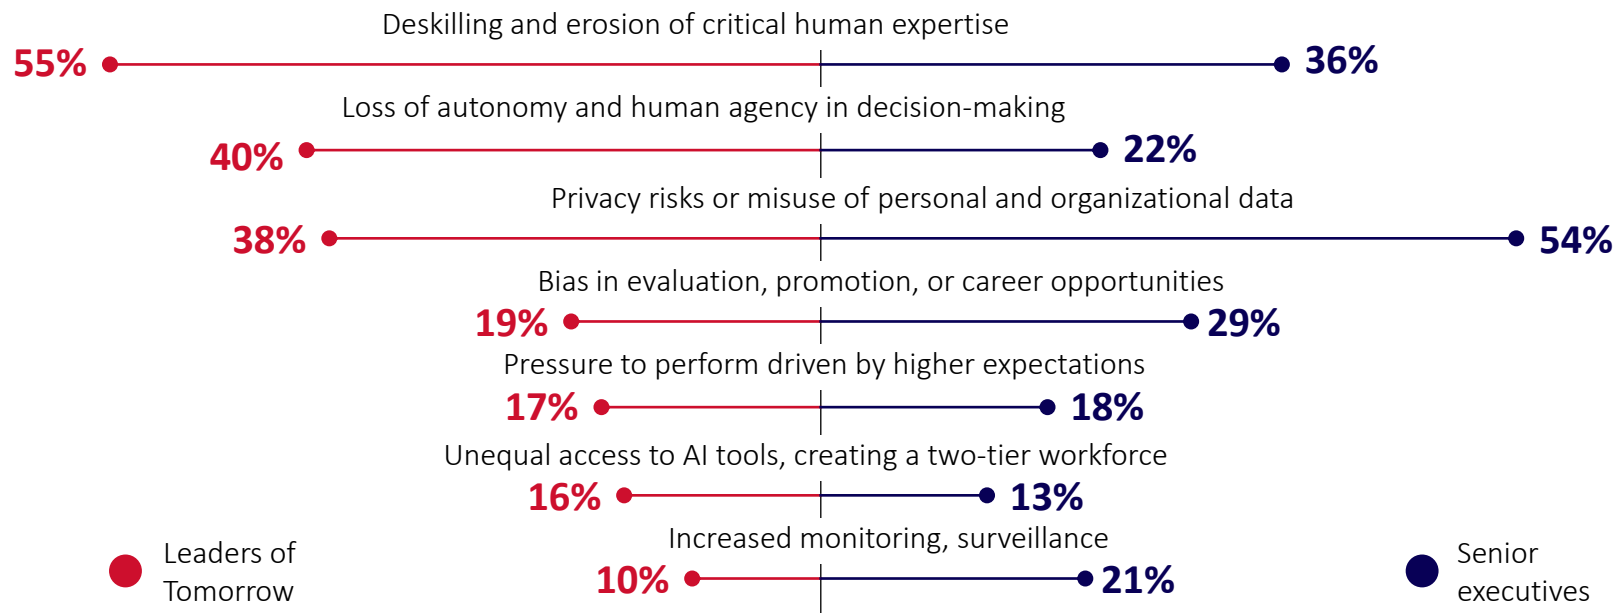 Deskilling and erosion of critical human expertise
55% 36%
Loss of autonomy and human agency in decision-making
40% 22%
Privacy risks or misuse of personal and organizational data
38% 54%
Bias in evaluation, promotion, or career opportunities
19% 29%
Pressure to perform driven by higher expectations
17% 18%
Unequal access to AI tools, creating a two-tier workforce
16% 13%
Increased monitoring, surveillance
10% 21%
Leaders of
Tomorrow
Senior
executives